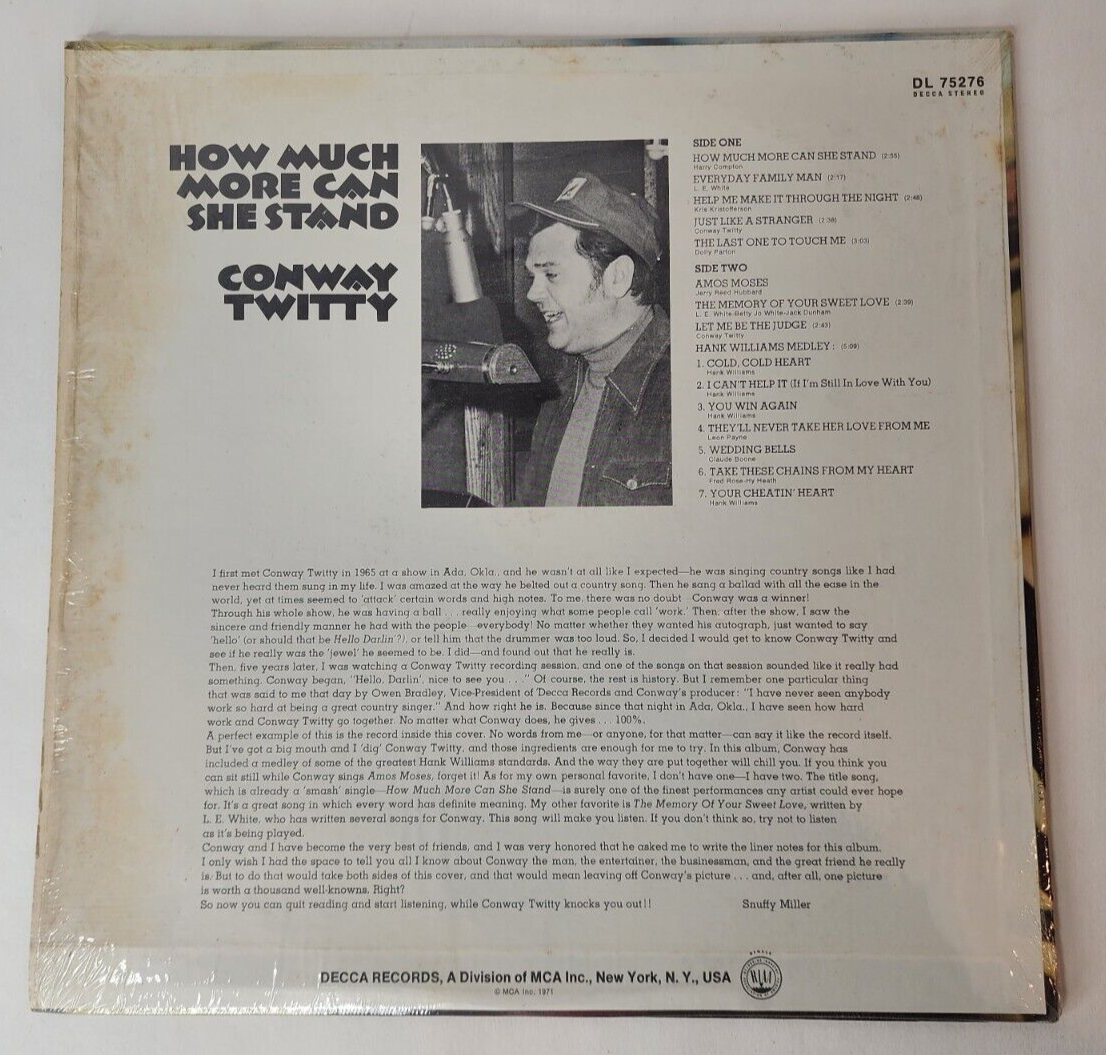 DL 75276
DECCA STEREO
HOW MUCH
MORE CAN
SHE STAND
CONWAY
TWITTY
SIDE ONE
HOW MUCH MORE CAN SHE STAND (2:55)
Harry Compton
EVERYDAY FAMILY MAN (2:17)
L. E. White
HELP ME MAKE IT THROUGH THE NIGHT (2:48)
Kris Kristofferson
JUST LIKE A STRANGER (2:38)
Conway Twitty
THE LAST ONE TO TOUCH ME (3:03)
Dolly Parton
SIDE TWO
AMOS MOSES
Jerry Reed Hubbard
THE MEMORY OF YOUR SWEET LOVE (2:39)
L. E. White-Betty Jo White-Jack Dunham
LET ME BE THE JUDGE (2:43)
Conway Twitty
HANK WILLIAMS MEDLEY: (5:09)
1. COLD, COLD HEART
Hank Williams
2. I CAN'T HELP IT (If I'm Still In Love With You)
Hank Williams
3. YOU WIN AGAIN
Hank Williams
4. THEY'LL NEVER TAKE HER LOVE FROM ME
Leon Payne
5. WEDDING BELLS
Claude Boone
6. TAKE THESE CHAINS FROM MY HEART
Fred Rose-Hy Heath
7. YOUR CHEATIN' HEART
Hank Williams
I first met Conway Twitty in 1965 at a show in Ada, Okla., and he wasn't at all like I expected—he was singing country songs like I had
never heard them sung in my life. I was amazed at the way he belted out a country song. Then he sang a ballad with all the ease in the
world, yet at times seemed to 'attack' certain words and high notes. To me, there was no doubt—Conway was a winner!
Through his whole show, he was having a ball . . . really enjoying what some people call 'work.' Then, after the show, I saw the
sincere and friendly manner he had with the people—everybody! No matter whether they wanted his autograph, just wanted to say
'hello' (or should that be Hello Darlin'?), or tell him that the drummer was too loud. So, I decided I would get to know Conway Twitty and
see if he really was the 'jewel' he seemed to be. I did—and found out that he really is.
Then, five years later, I was watching a Conway Twitty recording session, and one of the songs on that session sounded like it really had
something. Conway began, "Hello, Darlin', nice to see you . . ." Of course, the rest is history. But I remember one particular thing
that was said to me that day by Owen Bradley, Vice-President of Decca Records and Conway's producer: "I have never seen anybody
work so hard at being a great country singer." And how right he is. Because since that night in Ada, Okla., I have seen how hard
work and Conway Twitty go together. No matter what Conway does, he gives . . . 100%.
A perfect example of this is the record inside this cover. No words from me—or anyone, for that matter—can say it like the record itself.
But I've got a big mouth and I 'dig' Conway Twitty, and those ingredients are enough for me to try. In this album, Conway has
included a medley of some of the greatest Hank Williams standards. And the way they are put together will chill you. If you think you
can sit still while Conway sings Amos Moses, forget it! As for my own personal favorite, I don't have one—I have two. The title song,
which is already a 'smash' single—How Much More Can She Stand—is surely one of the finest performances any artist could ever hope
for. It's a great song in which every word has definite meaning. My other favorite is The Memory Of Your Sweet Love, written by
L. E. White, who has written several songs for Conway. This song will make you listen. If you don't think so, try not to listen
as it's being played.
Conway and I have become the very best of friends, and I was very honored that he asked me to write the liner notes for this album.
I only wish I had the space to tell you all I know about Conway the man, the entertainer, the businessman, and the great friend he really
is. But to do that would take both sides of this cover, and that would mean leaving off Conway's picture . . . and, after all, one picture
is worth a thousand well-knowns. Right?
So now you can quit reading and start listening, while Conway Twitty knocks you out!! Snuffy Miller
DECCA RECORDS, A Division of MCA Inc., New York, N. Y., USA
© MCA Inc. 1971